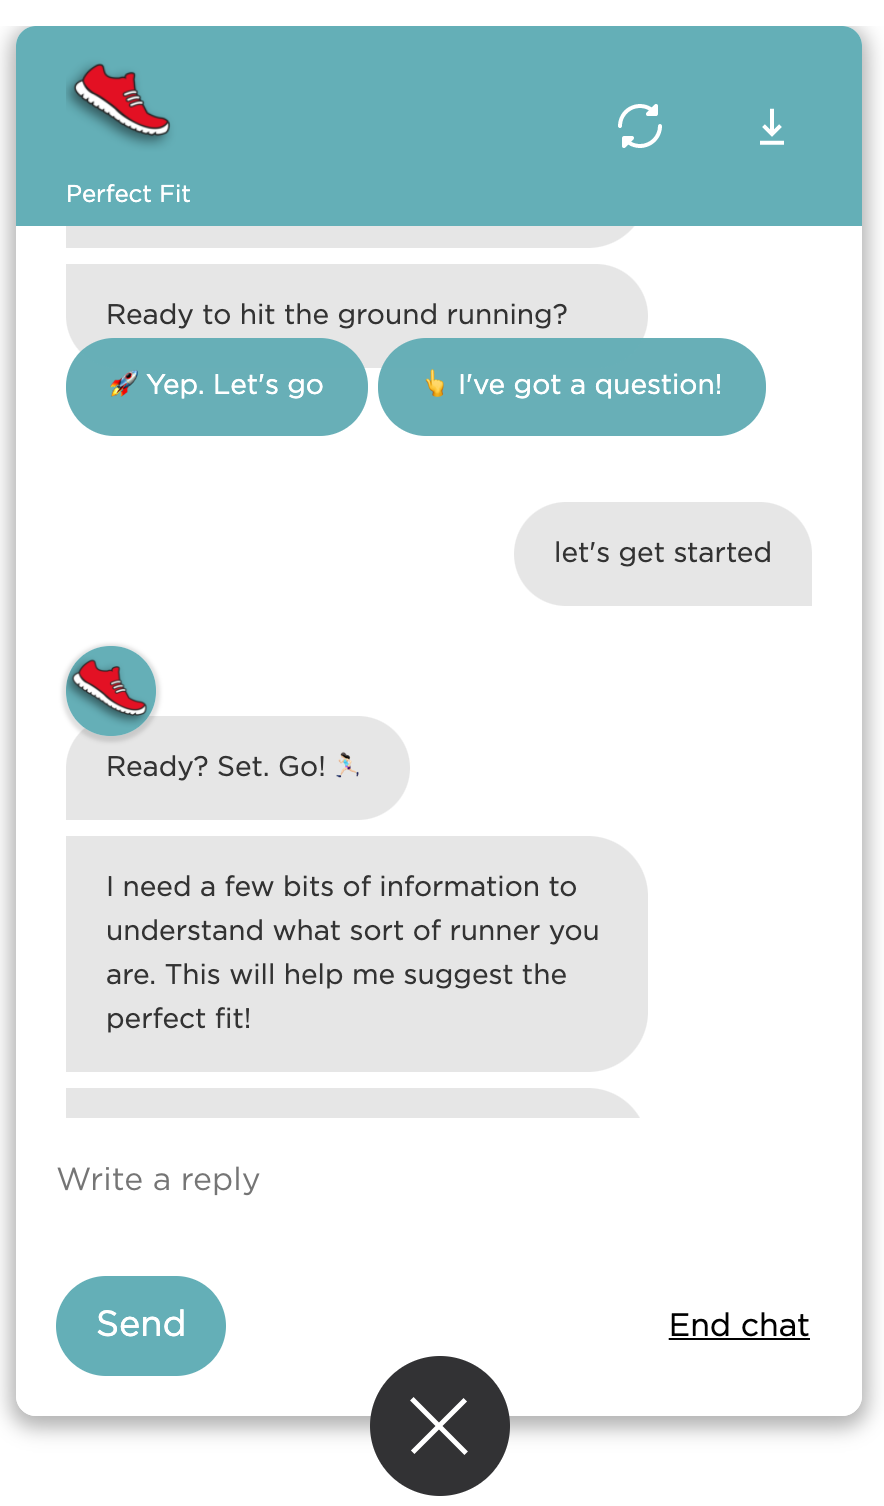 Perfect Fit
Ready to hit the ground running?
🚀 Yep. Let's go
👆 I've got a question!
let's get started
Ready? Set. Go! 🏃🏻‍♀️
I need a few bits of information to
understand what sort of runner you
are. This will help me suggest the
perfect fit!
Write a reply
Send
End chat